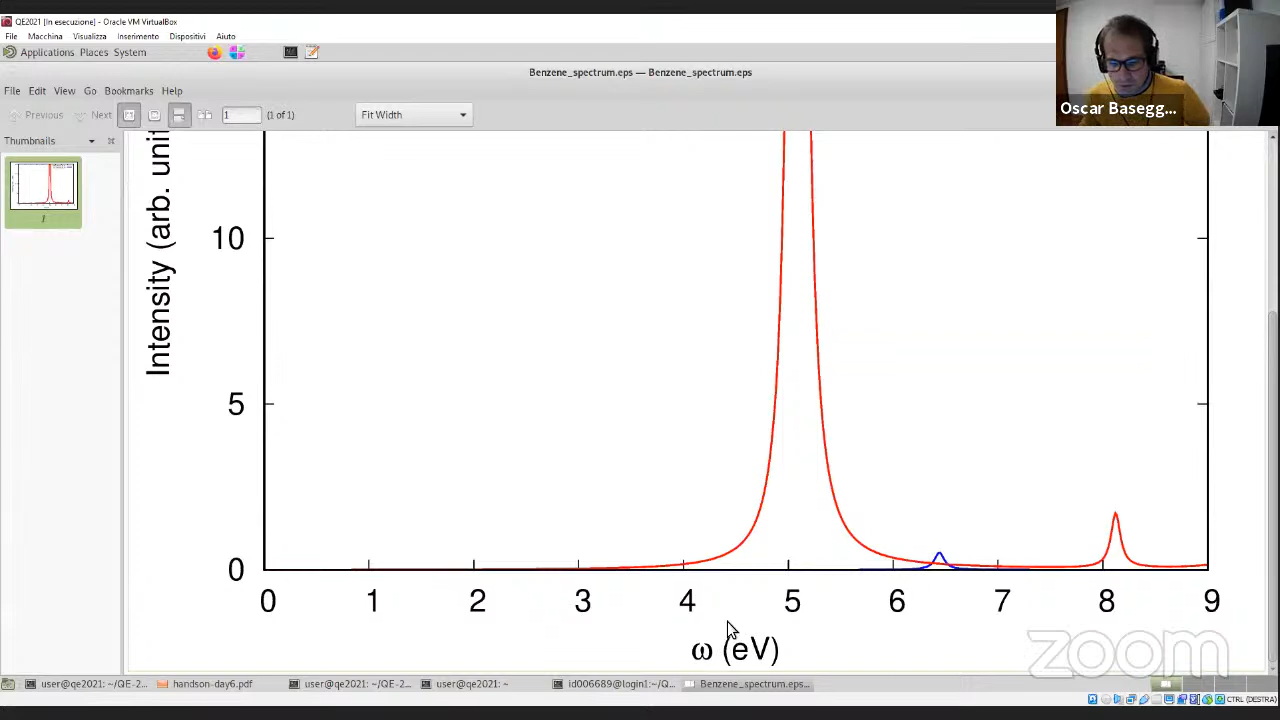 QE2021 [In esecuzione] - Oracle VM VirtualBox
File Macchina Visualizza Inserimento Dispositivi Aiuto
Applications Places System
Benzene_spectrum.eps — Benzene_spectrum.eps
File Edit View Go Bookmarks Help
Previous Next 1 (1 of 1) Fit Width
Oscar Basegg...
Thumbnails
1
Intensity (arb. unit
10
5
0
0 1 2 3 4 5 6 7 8 9
ω (eV)
zoom
user@qe2021: ~/QE-2... handson-day6.pdf user@qe2021: ~/QE-2... user@qe2021: ~ id006689@login1:~/Q... Benzene_spectrum.eps...
CTRL (DESTRA)